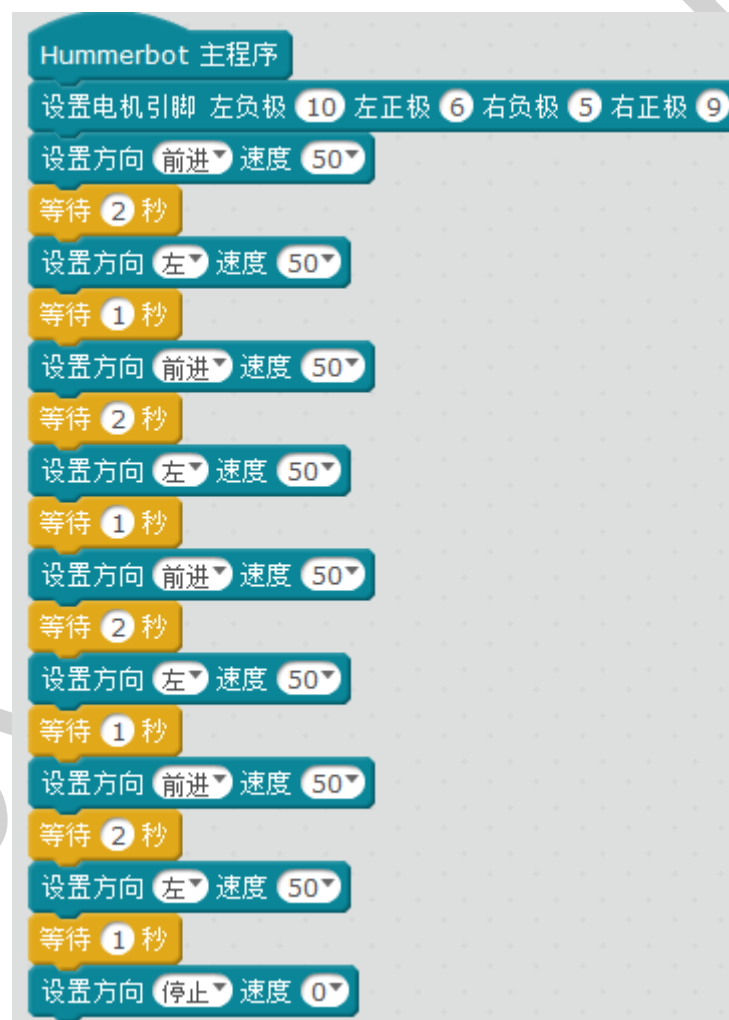 Hummerbot 主程序
设置电机引脚 左负极 10 左正极 6 右负极 5 右正极 9
设置方向 前进 速度 50
等待 2 秒
设置方向 左 速度 50
等待 1 秒
设置方向 前进 速度 50
等待 2 秒
设置方向 左 速度 50
等待 1 秒
设置方向 前进 速度 50
等待 2 秒
设置方向 左 速度 50
等待 1 秒
设置方向 前进 速度 50
等待 2 秒
设置方向 左 速度 50
等待 1 秒
设置方向 停止 速度 0